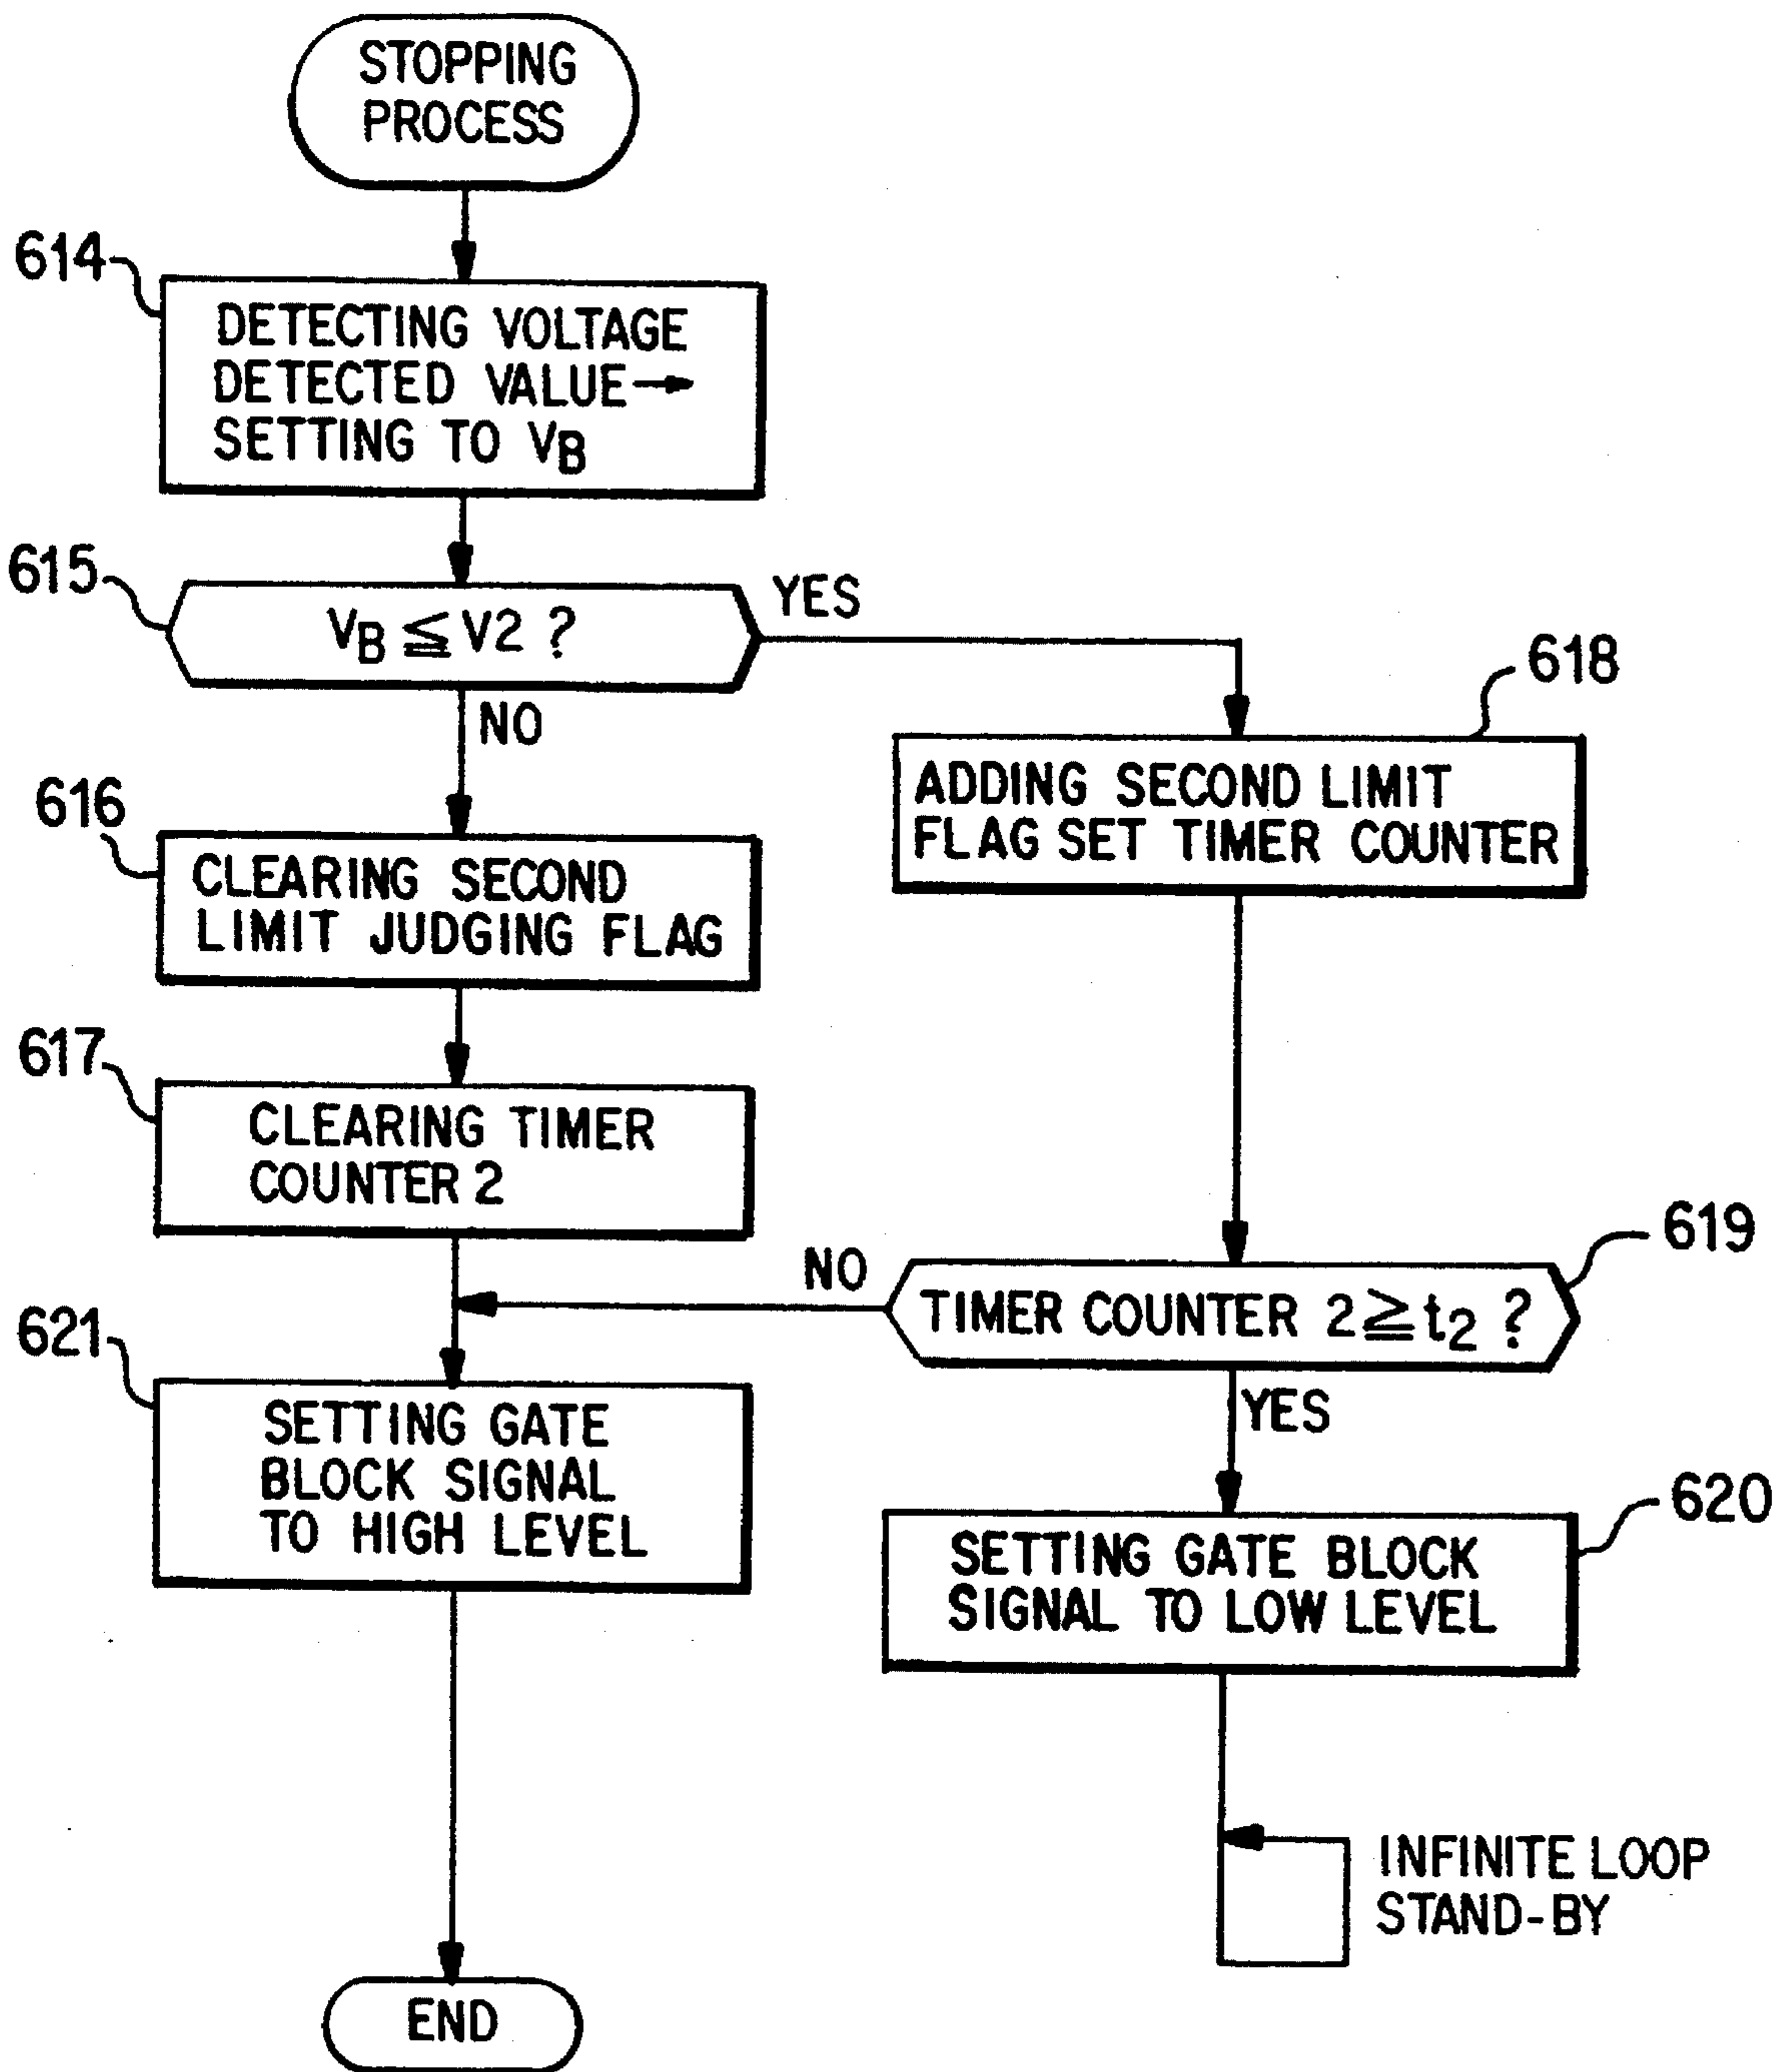 STOPPING
PROCESS
614
DETECTING VOLTAGE
DETECTED VALUE→
SETTING TO VB
615
VB ≦ V2 ?
YES
NO
618
ADDING SECOND LIMIT
FLAG SET TIMER COUNTER
616
CLEARING SECOND
LIMIT JUDGING FLAG
617
CLEARING TIMER
COUNTER 2
619
TIMER COUNTER 2 ≧ t2 ?
NO
YES
621
SETTING GATE
BLOCK SIGNAL
TO HIGH LEVEL
620
SETTING GATE BLOCK
SIGNAL TO LOW LEVEL
INFINITE LOOP
STAND-BY
END